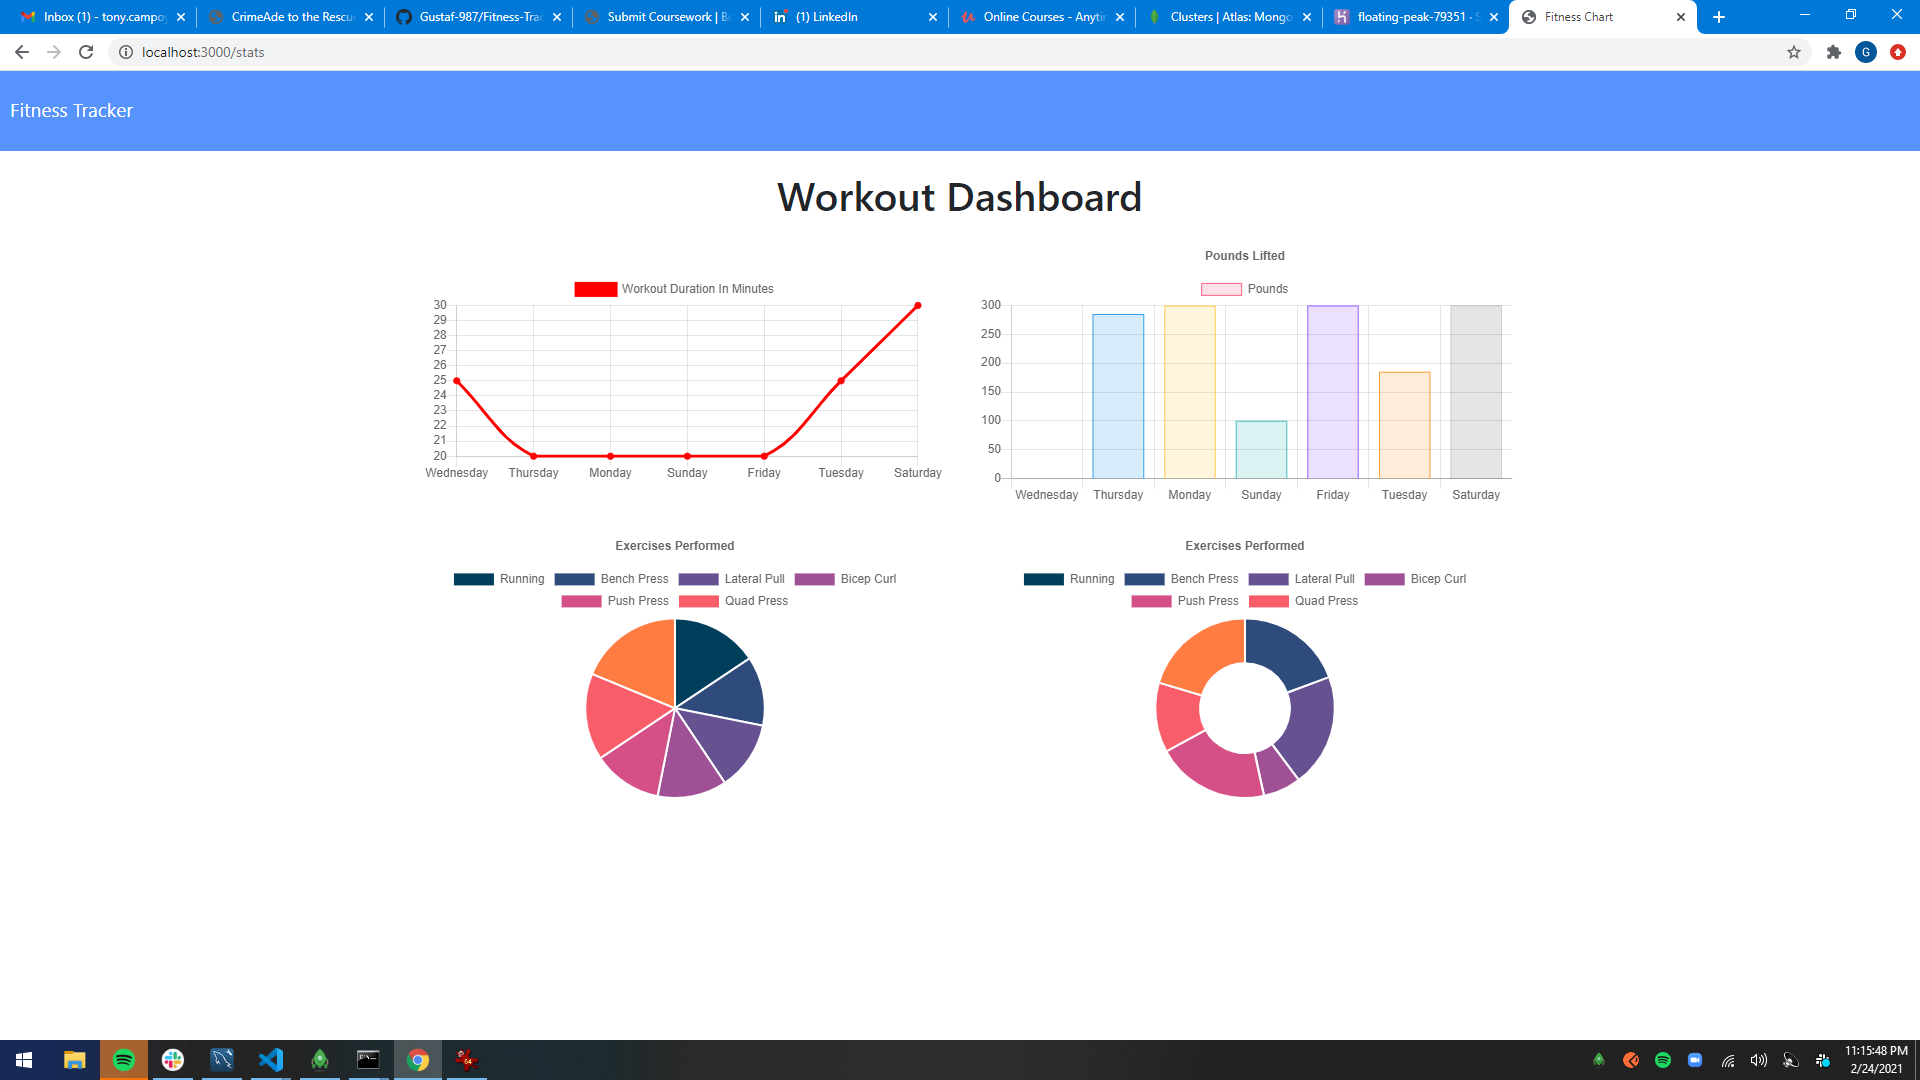 Inbox (1) - tony.campo
CrimeAde to the Rescu
Gustaf-987/Fitness-Trac
Submit Coursework | Bo
(1) LinkedIn
Online Courses - Anyti
Clusters | Atlas: Mongo
floating-peak-79351 · S
Fitness Chart
localhost:3000/stats
G
Fitness Tracker
Workout Dashboard
Workout Duration In Minutes
30
29
28
27
26
25
24
23
22
21
20
Wednesday Thursday Monday Sunday Friday Tuesday Saturday
Pounds Lifted
Pounds
300
250
200
150
100
50
0
Wednesday Thursday Monday Sunday Friday Tuesday Saturday
Exercises Performed
Running Bench Press Lateral Pull Bicep Curl
Push Press Quad Press
Exercises Performed
Running Bench Press Lateral Pull Bicep Curl
Push Press Quad Press
11:15:48 PM
2/24/2021